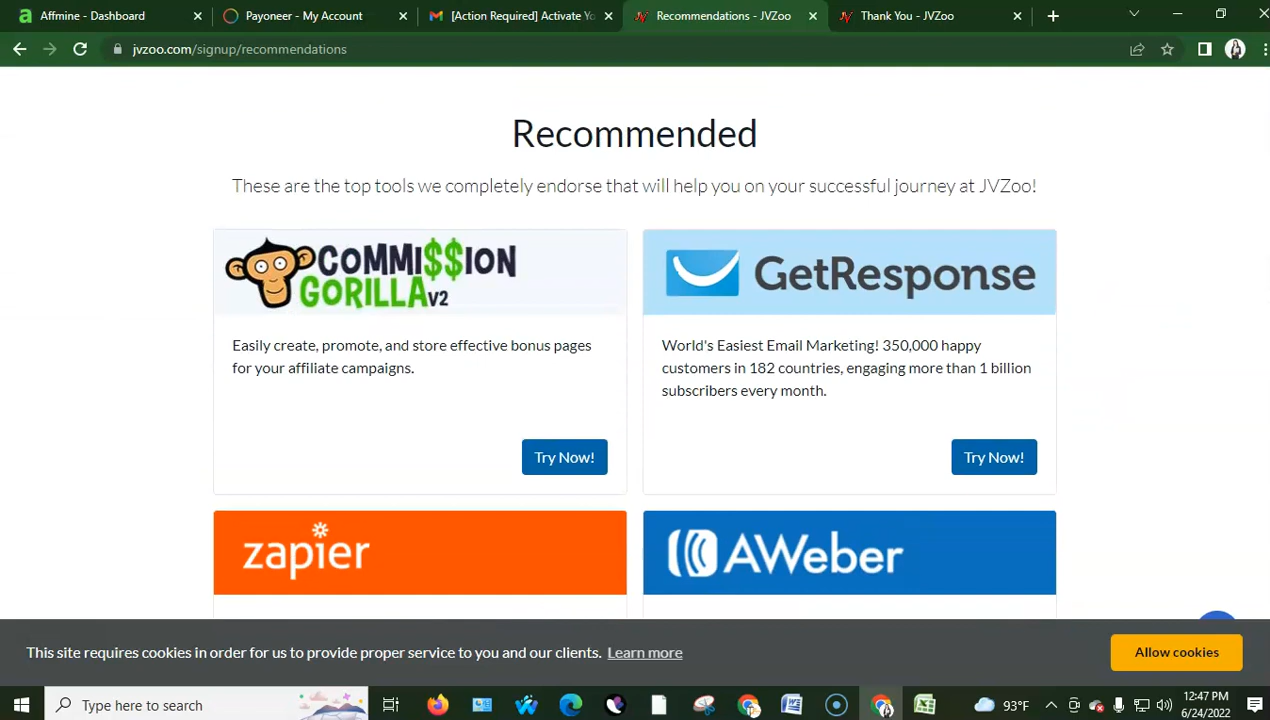 Affmine - Dashboard
Payoneer - My Account
[Action Required] Activate Yo
Recommendations - JVZoo
Thank You - JVZoo
jvzoo.com/signup/recommendations
Recommended
These are the top tools we completely endorse that will help you on your successful journey at JVZoo!
COMMI$$ION
GORILLA V2
Easily create, promote, and store effective bonus pages
for your affiliate campaigns.
Try Now!
GetResponse
World's Easiest Email Marketing! 350,000 happy
customers in 182 countries, engaging more than 1 billion
subscribers every month.
Try Now!
zapier
AWeber
This site requires cookies in order for us to provide proper service to you and our clients. Learn more
Allow cookies
Type here to search
93°F
12:47 PM
6/24/2022